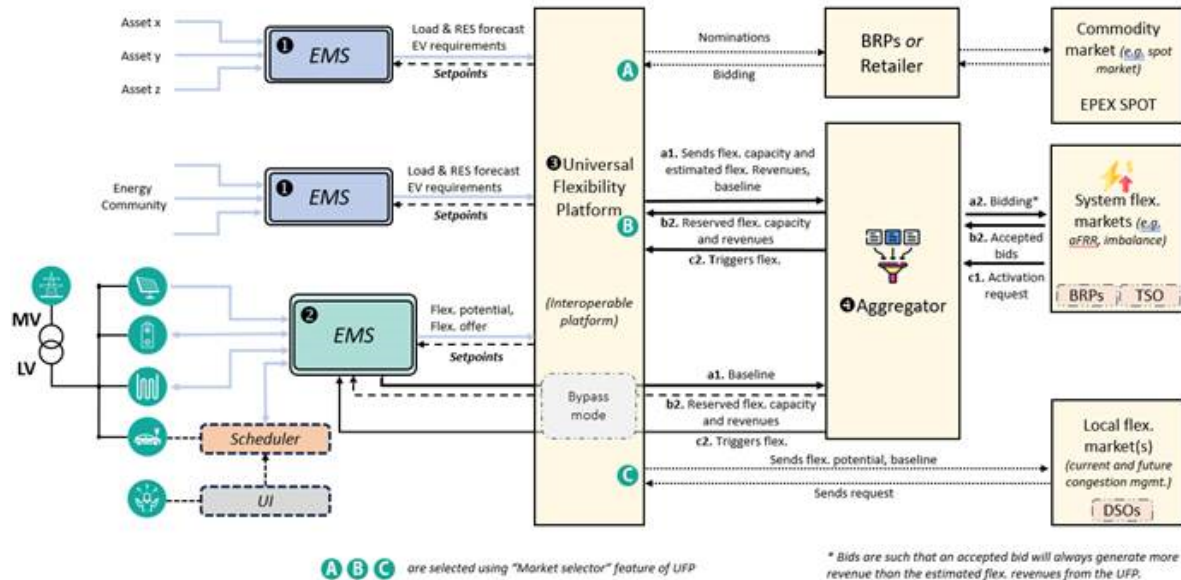 Asset x
Asset y
Asset z
❶
EMS
Load & RES forecast
EV requirements
Setpoints
Nominations
A
Bidding
BRPs or
Retailer
Commodity
market (e.g. spot
market)
EPEX SPOT
Energy
Community
❶
EMS
Load & RES forecast
EV requirements
Setpoints
❸Universal
Flexibility
Platform
B
(Interoperable
platform)
a1. Sends flex. capacity and
estimated flex. Revenues,
baseline
b2. Reserved flex. capacity
and revenues
c2. Triggers flex.
❹Aggregator
a2. Bidding*
b2. Accepted
bids
c1. Activation
request
System flex.
markets (e.g.
aFRR, imbalance)
BRPs
TSO
MV
LV
❷
EMS
Flex. potential,
Flex. offer
Setpoints
Bypass
mode
a1. Baseline
b2. Reserved flex. capacity
and revenues
c2. Triggers flex.
Scheduler
UI
C
Sends flex. potential, baseline
Sends request
Local flex.
market(s)
(current and future
congestion mgmt.)
DSOs
A B C are selected using "Market selector" feature of UFP
* Bids are such that an accepted bid will always generate more
revenue than the estimated flex. revenues from the UFP.